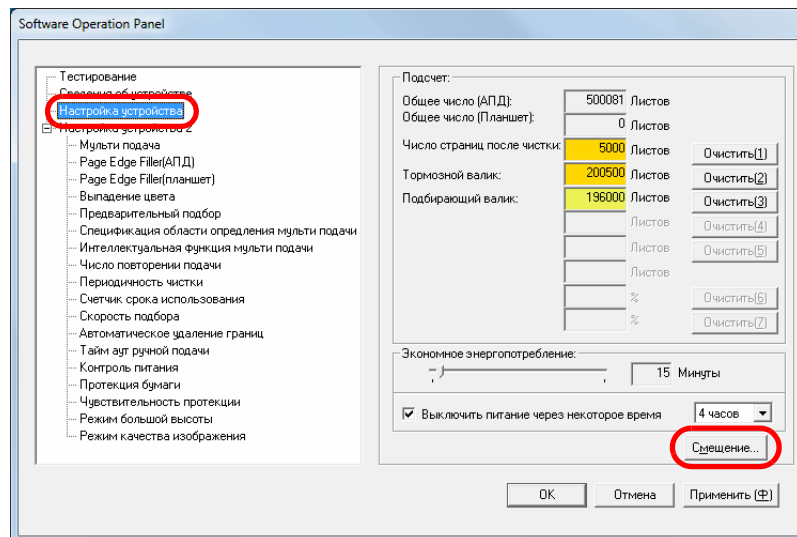 Software Operation Panel
Тестирование
Сведения об устройстве
Настройка устройства
Настройка устройства 2
Мульти подача
Page Edge Filler(АПД)
Page Edge Filler(планшет)
Выпадение цвета
Предварительный подбор
Спецификация области опредления мульти подачи
Интеллектуальная функция мульти подачи
Число повторении подачи
Периодичность чистки
Счетчик срока использования
Скорость подбора
Автоматическое удаление границ
Тайм аут ручной подачи
Контроль питания
Протекция бумаги
Чувствительность протекции
Режим большой высоты
Режим качества изображения
Подсчет:
Общее число (АПД): 500081 Листов
Общее число (Планшет): 0 Листов
Число страниц после чистки: 5000 Листов Очистить(1)
Тормозной валик: 200500 Листов Очистить(2)
Подбирающий валик: 196000 Листов Очистить(3)
Листов Очистить(4)
Листов Очистить(5)
Листов
% Очистить(6)
% Очистить(7)
Экономное энергопотребление:
15 Минуты
Выключить питание через некоторое время 4 часов
Смещение...
OK Отмена Применить (Ф)